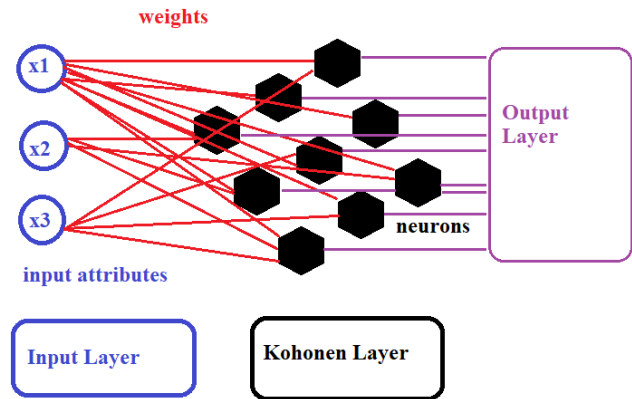 weights
x1
x2
x3
Output
Layer
neurons
input attributes
Input Layer
Kohonen Layer